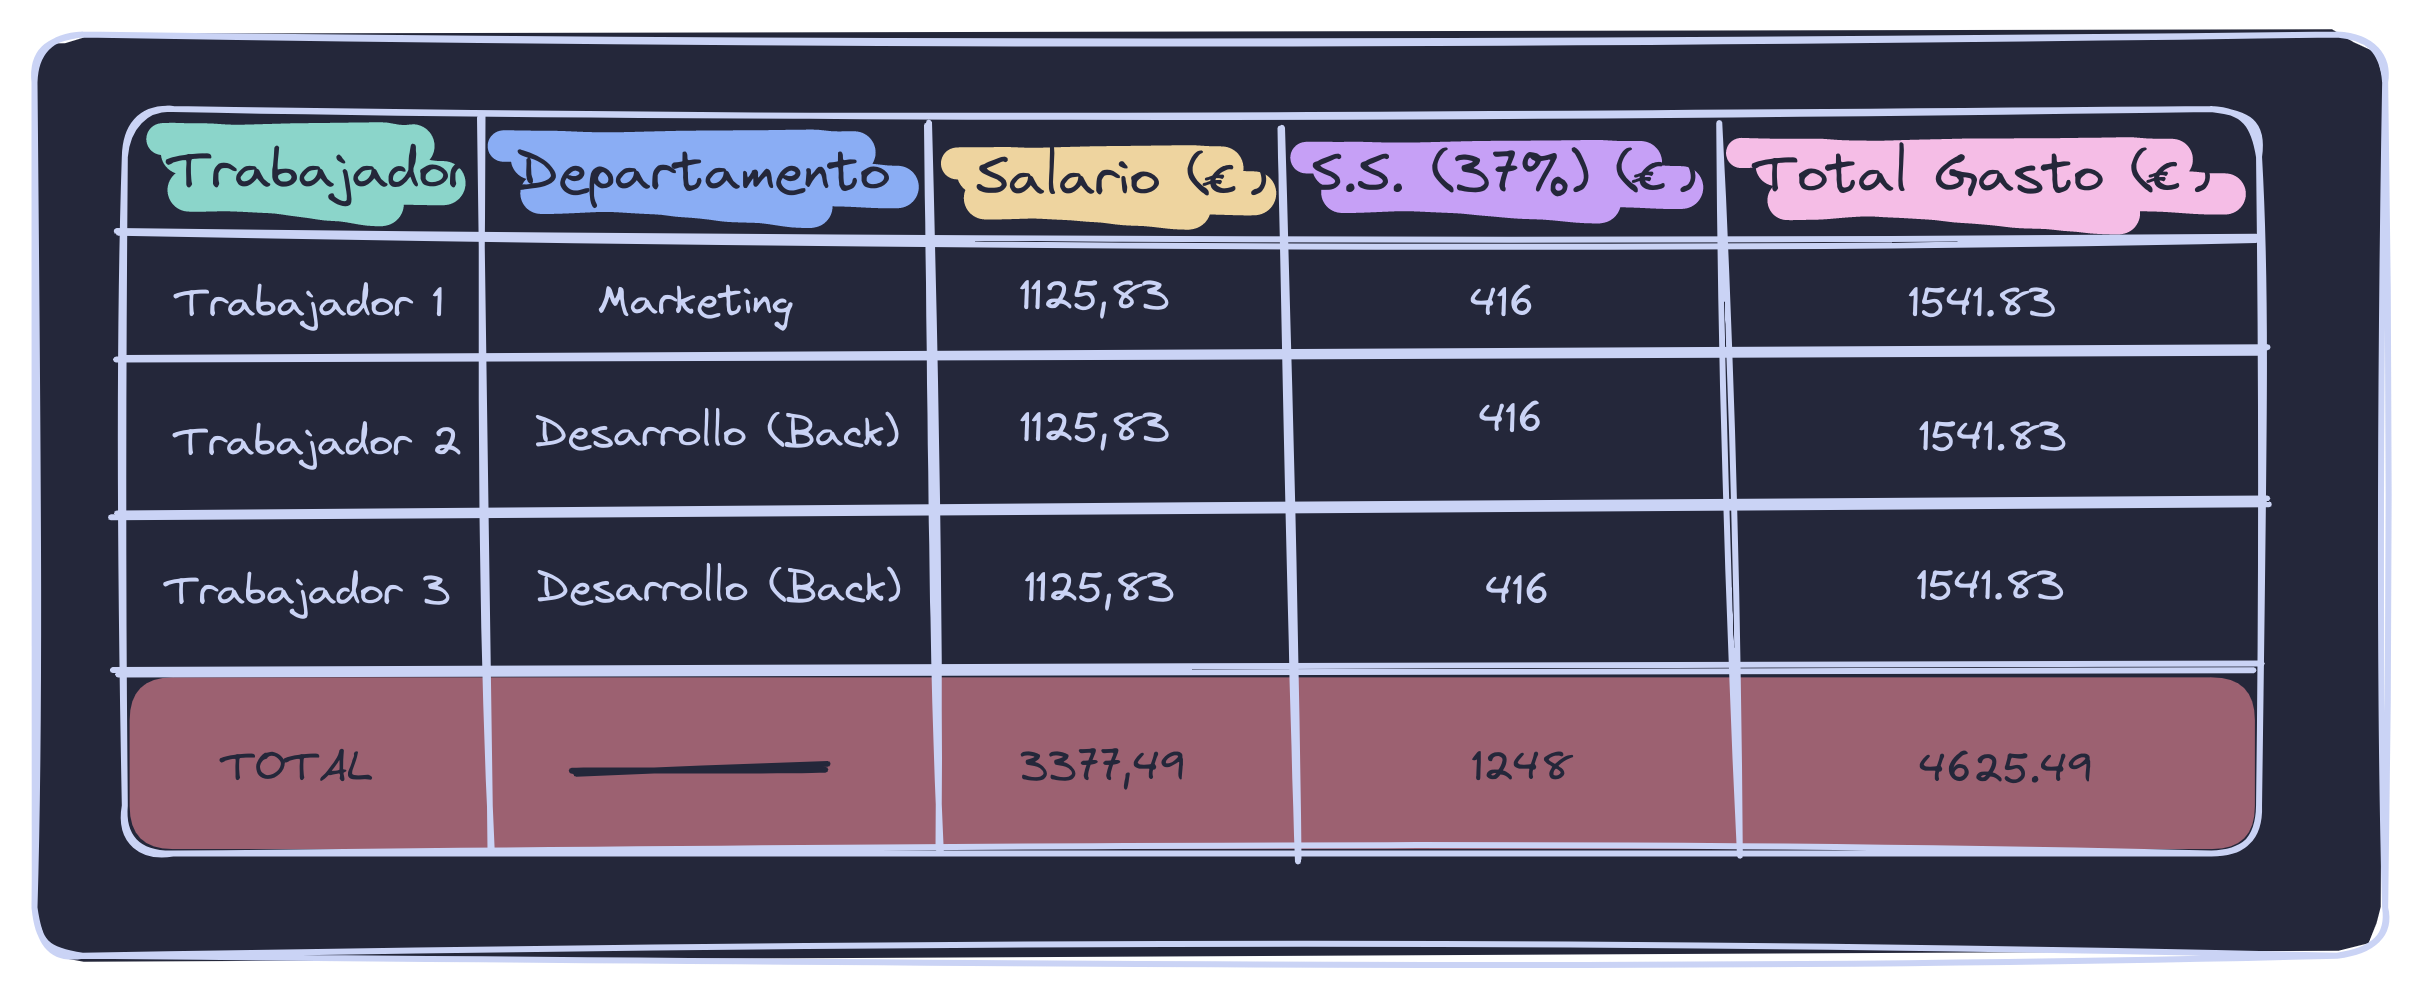 Trabajador Departamento Salario (€) S.S. (37%) (€) Total Gasto (€)
Trabajador 1 Marketing 1125,83 416 1541.83
Trabajador 2 Desarrollo (Back) 1125,83 416 1541.83
Trabajador 3 Desarrollo (Back) 1125,83 416 1541.83
TOTAL 3377,49 1248 4625.49